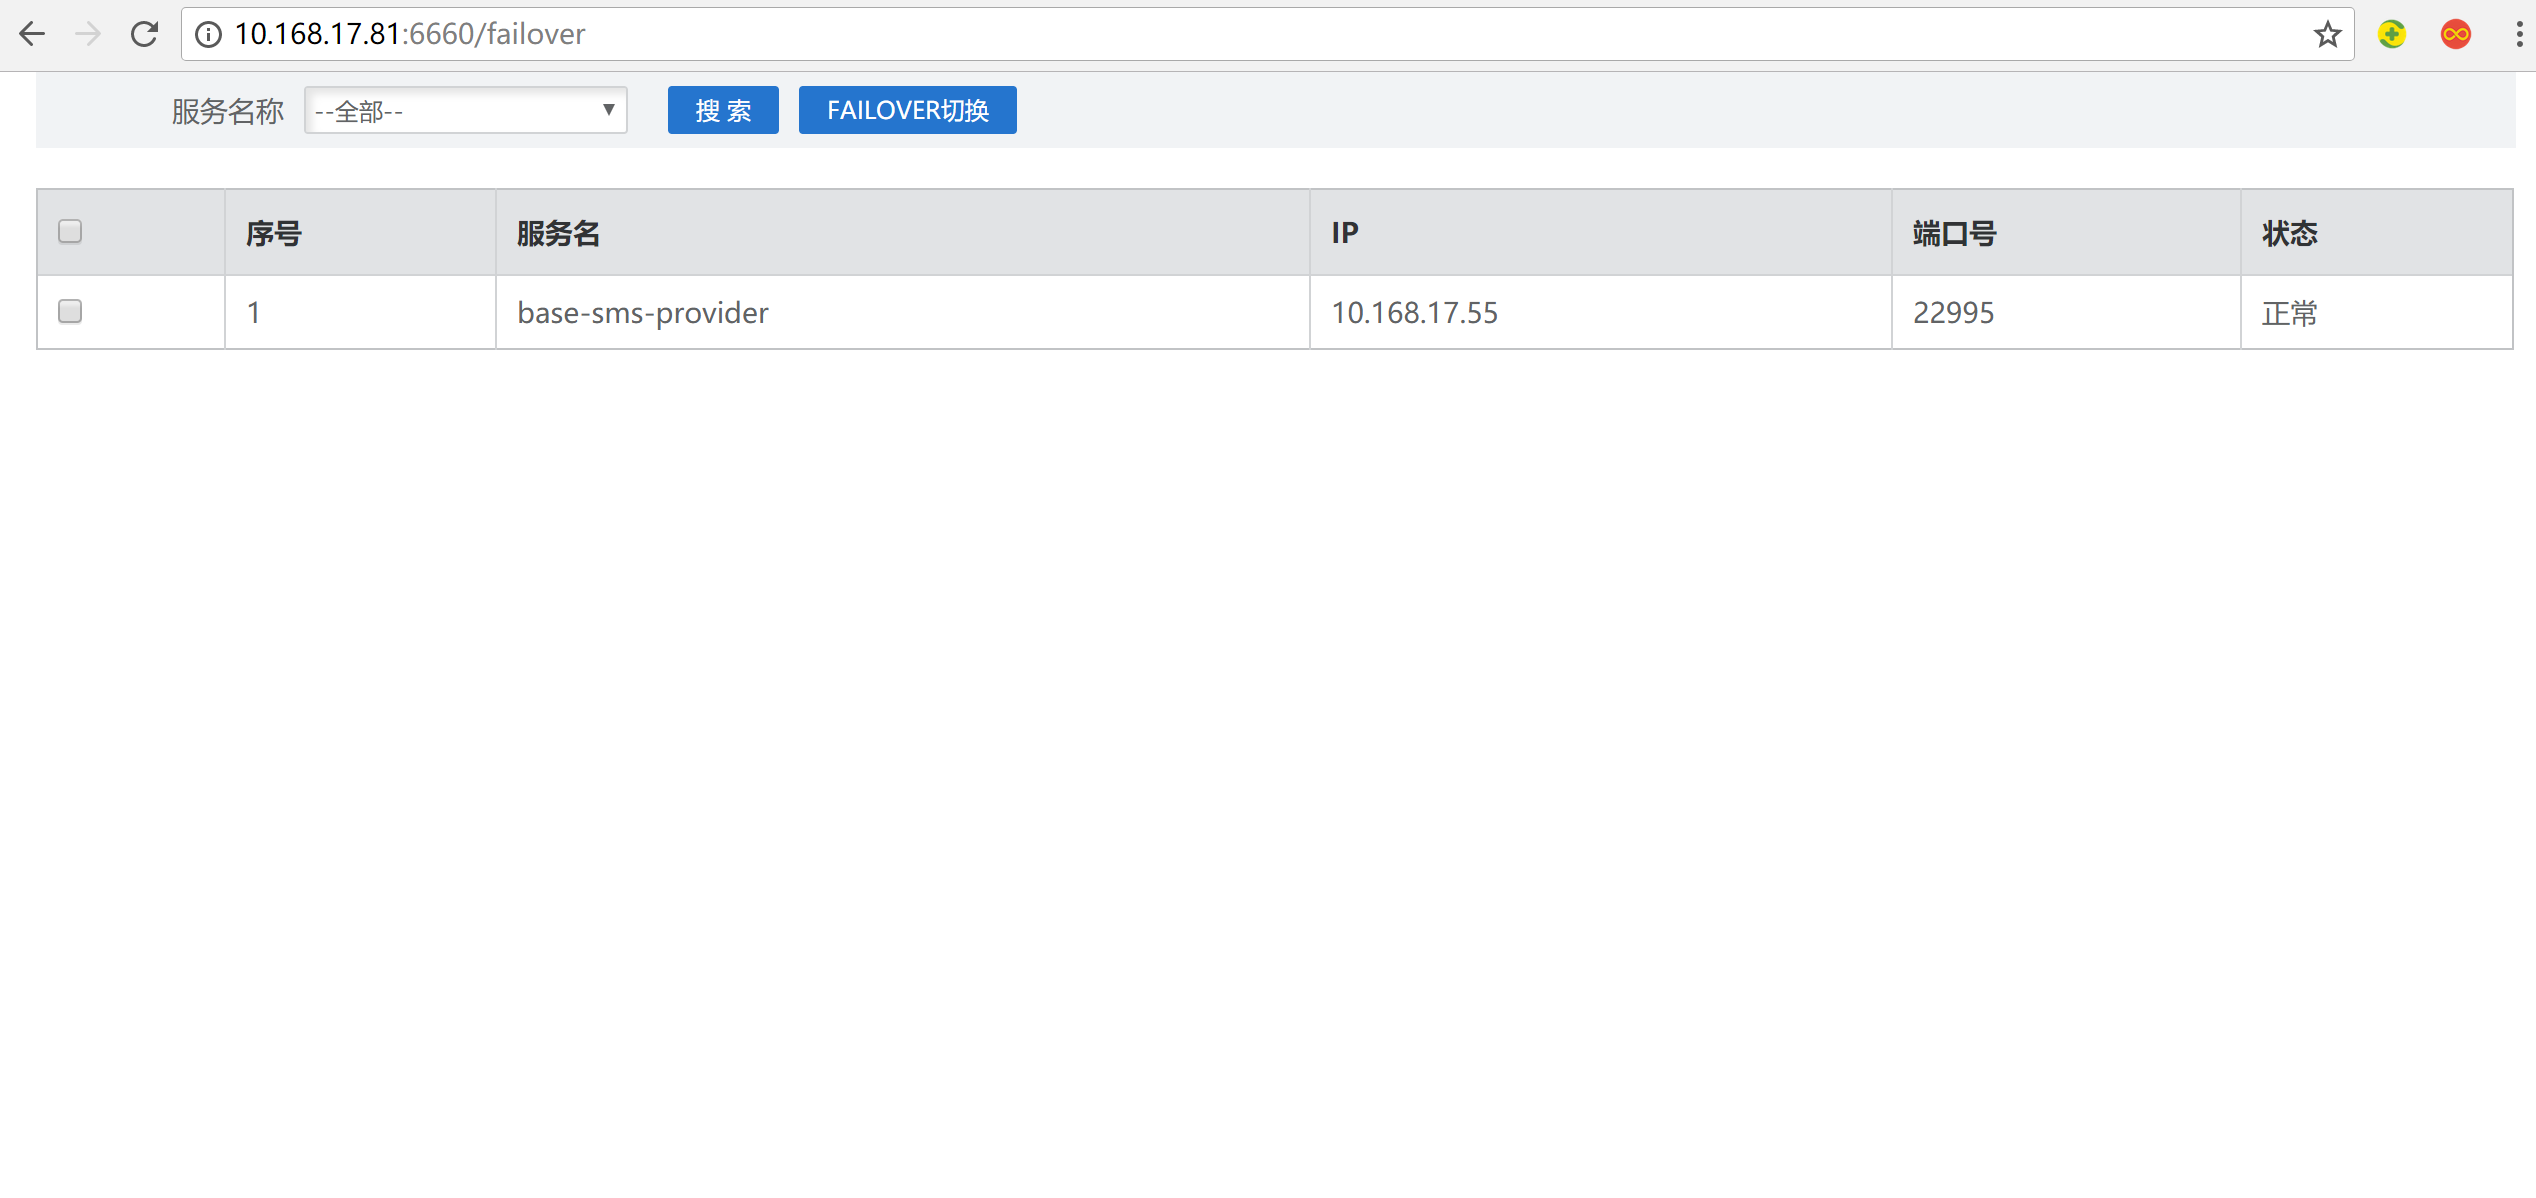 10.168.17.81:6660/failover
服务名称 --全部-- 搜 索 FAILOVER切换
序号 服务名 IP 端口号 状态
1 base-sms-provider 10.168.17.55 22995 正常